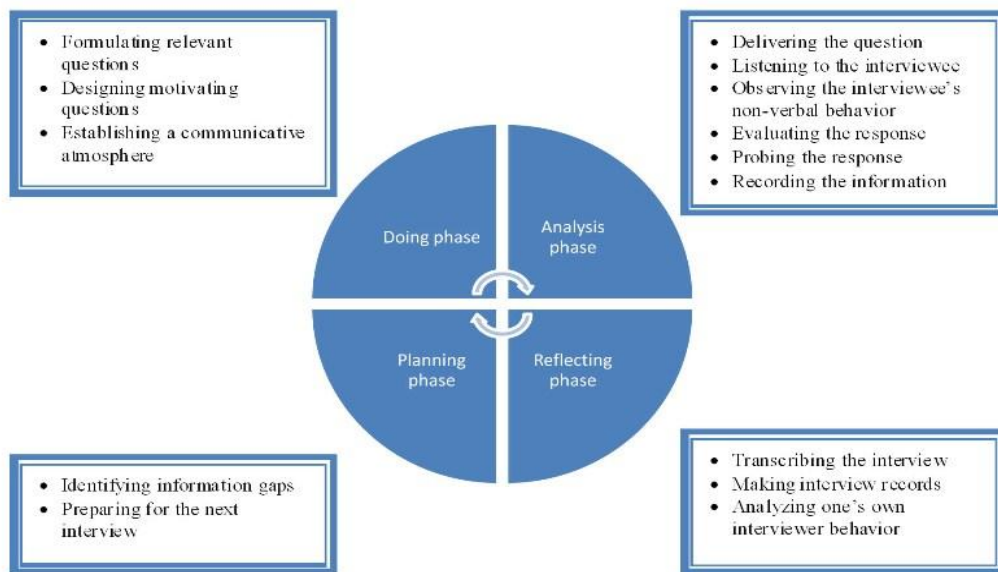 • Formulating relevant
questions
• Designing motivating
questions
• Establishing a communicative
atmosphere
• Delivering the question
• Listening to the interviewee
• Observing the interviewee's
non-verbal behavior
• Evaluating the response
• Probing the response
• Recording the information
Doing phase
Analysis
phase
Planning
phase
Reflecting
phase
• Identifying information gaps
• Preparing for the next
interview
• Transcribing the interview
• Making interview records
• Analyzing one's own
interviewer behavior